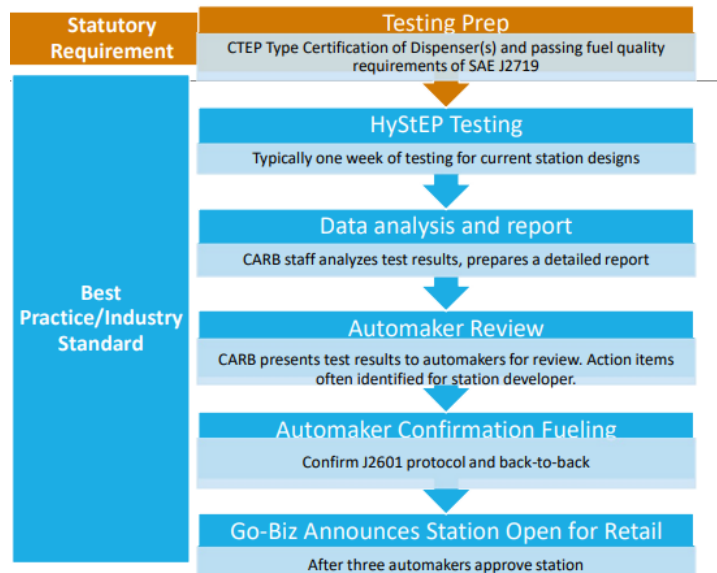 Statutory
Requirement
Testing Prep
CTEP Type Certification of Dispenser(s) and passing fuel quality
requirements of SAE J2719
HyStEP Testing
Typically one week of testing for current station designs
Data analysis and report
CARB staff analyzes test results, prepares a detailed report
Best
Practice/Industry
Standard
Automaker Review
CARB presents test results to automakers for review. Action items
often identified for station developer.
Automaker Confirmation Fueling
Confirm J2601 protocol and back-to-back
Go-Biz Announces Station Open for Retail
After three automakers approve station